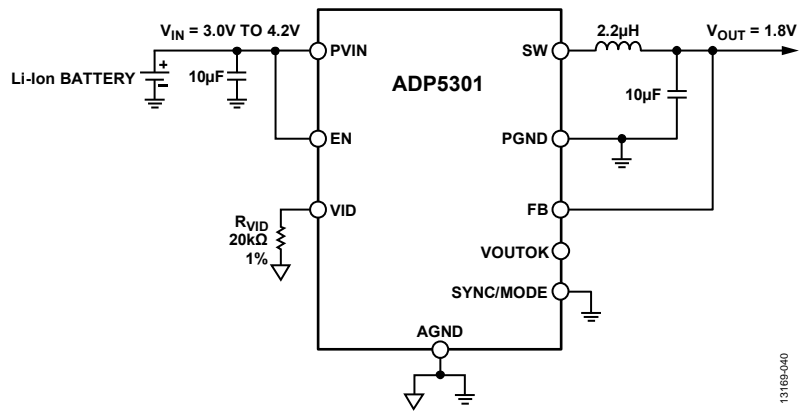 V_IN = 3.0V TO 4.2V
2.2µH
V_OUT = 1.8V
PVIN
SW
ADP5301
Li-Ion BATTERY
+
–
10µF
10µF
EN
PGND
VID
FB
R_VID
20kΩ
1%
VOUTOK
SYNC/MODE
AGND
13169-040